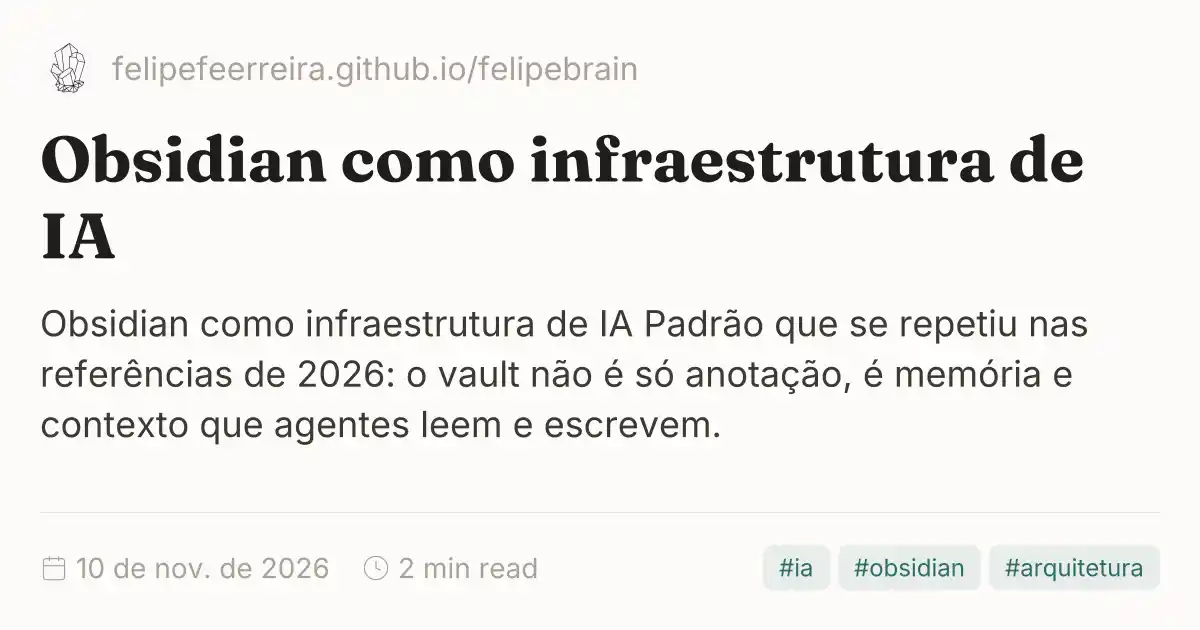 felipefeerreira.github.io/felipebrain
Obsidian como infraestrutura de
IA
Obsidian como infraestrutura de IA Padrão que se repetiu nas
referências de 2026: o vault não é só anotação, é memória e
contexto que agentes leem e escrevem.
10 de nov. de 2026 2 min read #ia #obsidian #arquitetura